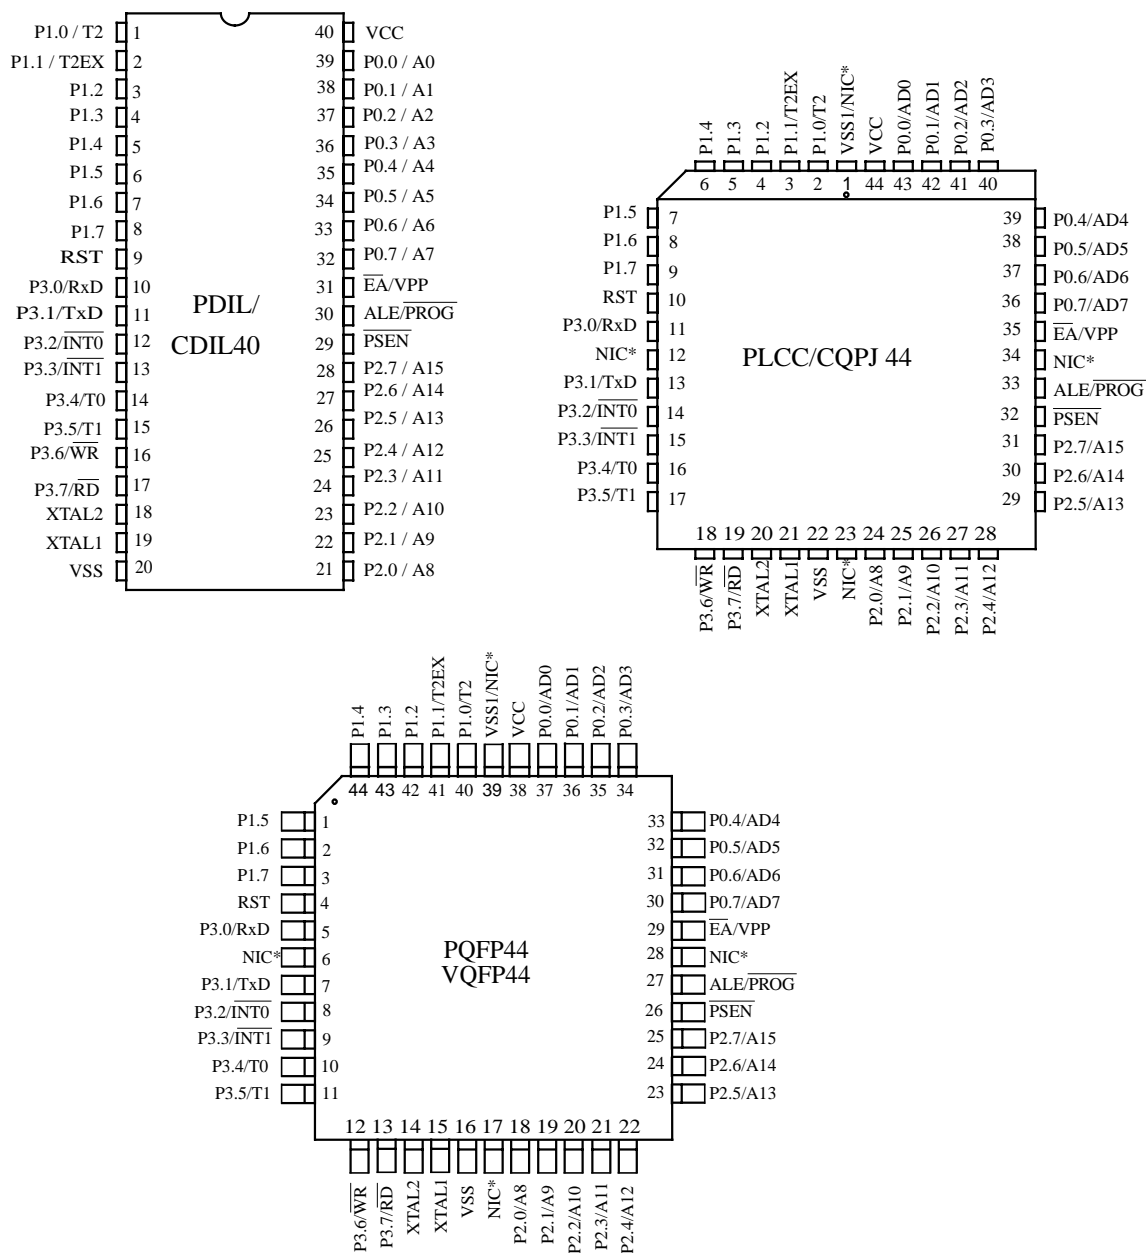 P1.0 / T2 1 40 VCC
P1.1 / T2EX 2 39 P0.0 / A0
P1.2 3 38 P0.1 / A1
P1.3 4 37 P0.2 / A2
P1.4 5 36 P0.3 / A3
P1.5 6 35 P0.4 / A4
P1.6 7 34 P0.5 / A5
P1.7 8 33 P0.6 / A6
RST 9 32 P0.7 / A7
P3.0/RxD 10 31 E̅A̅/VPP
P3.1/TxD 11 30 ALE/P̅R̅O̅G̅
P3.2/I̅N̅T̅0̅ 12 29 P̅S̅E̅N̅
P3.3/I̅N̅T̅1̅ 13 28 P2.7 / A15
P3.4/T0 14 27 P2.6 / A14
P3.5/T1 15 26 P2.5 / A13
P3.6/W̅R̅ 16 25 P2.4 / A12
P3.7/R̅D̅ 17 24 P2.3 / A11
XTAL2 18 23 P2.2 / A10
XTAL1 19 22 P2.1 / A9
VSS 20 21 P2.0 / A8
PDIL/
CDIL40
P1.4 P1.3 P1.2 P1.1/T2EX P1.0/T2 VSS1/NIC* VCC P0.0/AD0 P0.1/AD1 P0.2/AD2 P0.3/AD3
6 5 4 3 2 1 44 43 42 41 40
P1.5 7 39 P0.4/AD4
P1.6 8 38 P0.5/AD5
P1.7 9 37 P0.6/AD6
RST 10 36 P0.7/AD7
P3.0/RxD 11 35 E̅A̅/VPP
NIC* 12 34 NIC*
P3.1/TxD 13 33 ALE/P̅R̅O̅G̅
P3.2/I̅N̅T̅0̅ 14 32 P̅S̅E̅N̅
P3.3/I̅N̅T̅1̅ 15 31 P2.7/A15
P3.4/T0 16 30 P2.6/A14
P3.5/T1 17 29 P2.5/A13
PLCC/CQPJ 44
18 19 20 21 22 23 24 25 26 27 28
P3.6/W̅R̅ P3.7/R̅D̅ XTAL2 XTAL1 VSS NIC* P2.0/A8 P2.1/A9 P2.2/A10 P2.3/A11 P2.4/A12
P1.4 P1.3 P1.2 P1.1/T2EX P1.0/T2 VSS1/NIC* VCC P0.0/AD0 P0.1/AD1 P0.2/AD2 P0.3/AD3
44 43 42 41 40 39 38 37 36 35 34
P1.5 1 33 P0.4/AD4
P1.6 2 32 P0.5/AD5
P1.7 3 31 P0.6/AD6
RST 4 30 P0.7/AD7
P3.0/RxD 5 29 E̅A̅/VPP
NIC* 6 28 NIC*
P3.1/TxD 7 27 ALE/P̅R̅O̅G̅
P3.2/I̅N̅T̅0̅ 8 26 P̅S̅E̅N̅
P3.3/I̅N̅T̅1̅ 9 25 P2.7/A15
P3.4/T0 10 24 P2.6/A14
P3.5/T1 11 23 P2.5/A13
PQFP44
VQFP44
12 13 14 15 16 17 18 19 20 21 22
P3.6/W̅R̅ P3.7/R̅D̅ XTAL2 XTAL1 VSS NIC* P2.0/A8 P2.1/A9 P2.2/A10 P2.3/A11 P2.4/A12